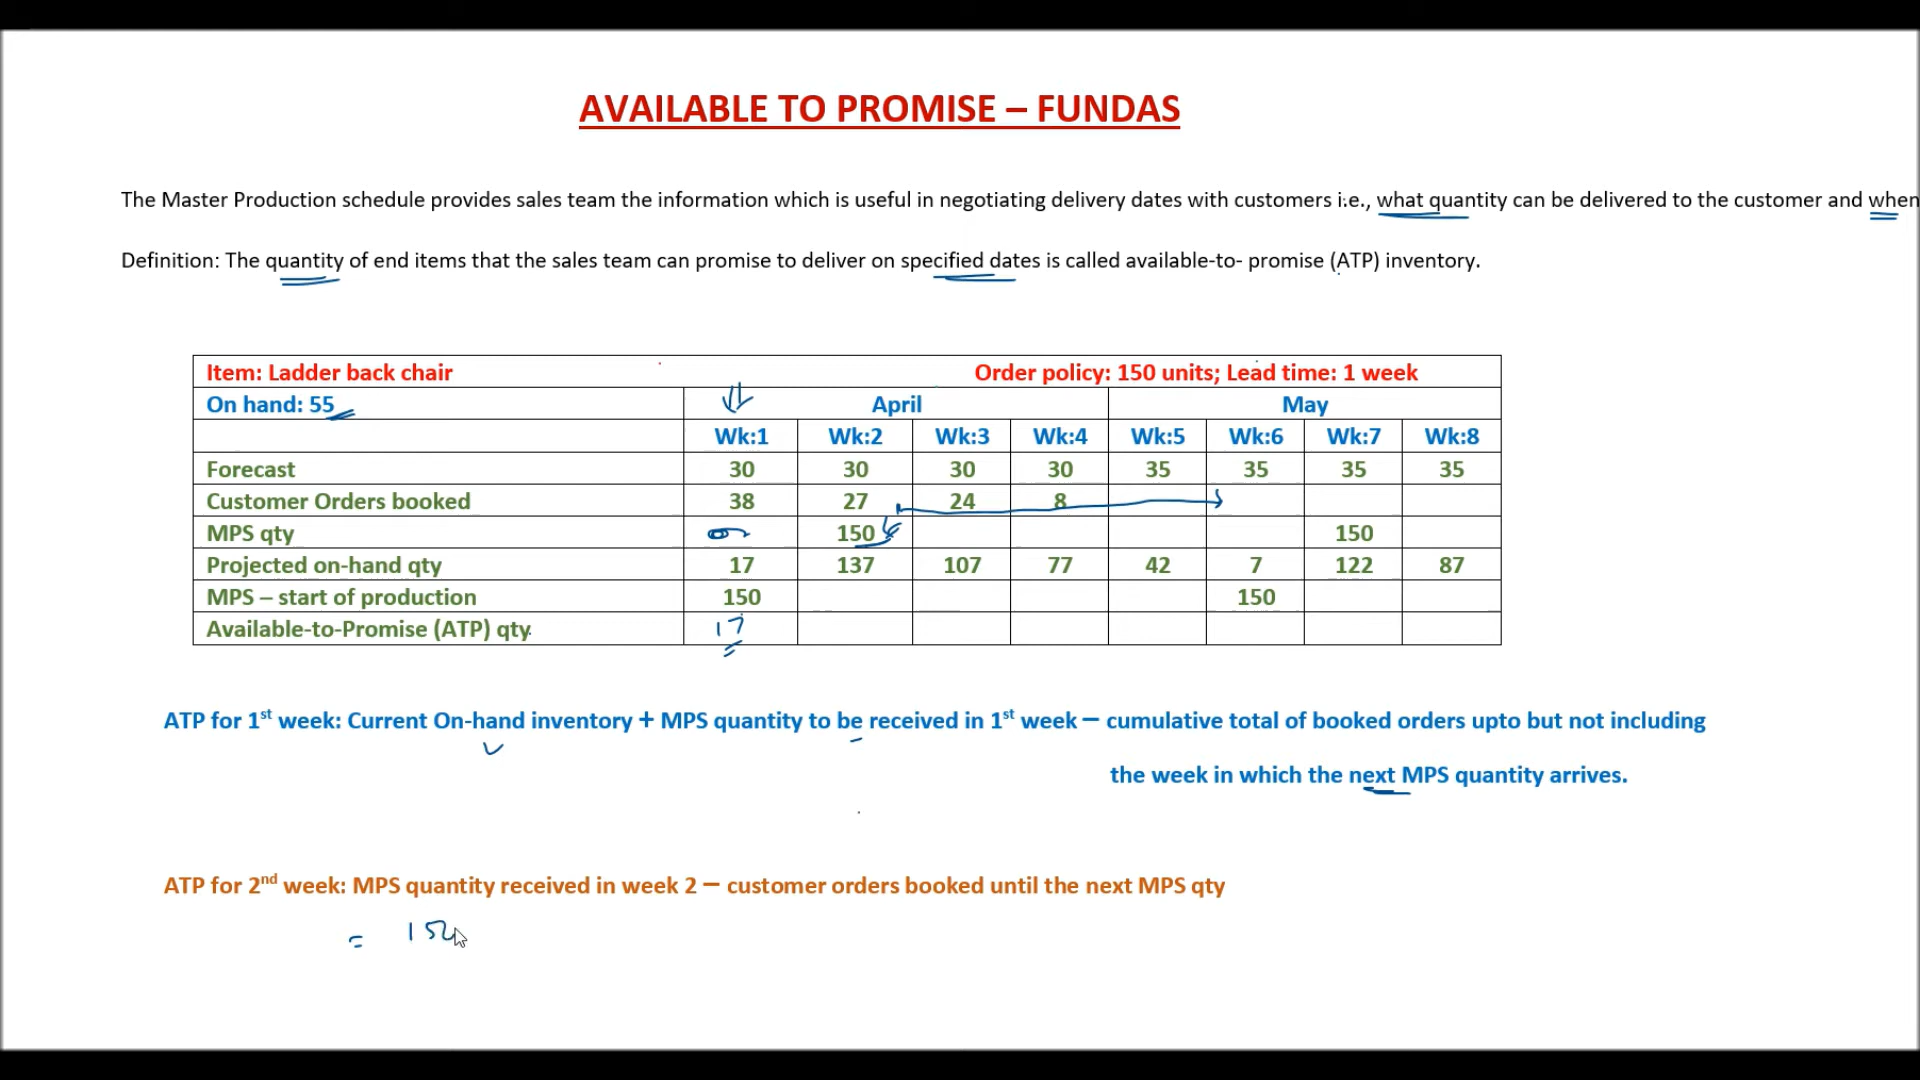 AVAILABLE TO PROMISE – FUNDAS
The Master Production schedule provides sales team the information which is useful in negotiating delivery dates with customers i.e., what quantity can be delivered to the customer and when
Definition: The quantity of end items that the sales team can promise to deliver on specified dates is called available-to- promise (ATP) inventory.
Item: Ladder back chair Order policy: 150 units; Lead time: 1 week
On hand: 55 April May
Wk:1 Wk:2 Wk:3 Wk:4 Wk:5 Wk:6 Wk:7 Wk:8
Forecast 30 30 30 30 35 35 35 35
Customer Orders booked 38 27 24 8
MPS qty 150 150
Projected on-hand qty 17 137 107 77 42 7 122 87
MPS – start of production 150 150
Available-to-Promise (ATP) qty. 17
ATP for 1st week: Current On-hand inventory + MPS quantity to be received in 1st week – cumulative total of booked orders upto but not including
the week in which the next MPS quantity arrives.
ATP for 2nd week: MPS quantity received in week 2 – customer orders booked until the next MPS qty
=